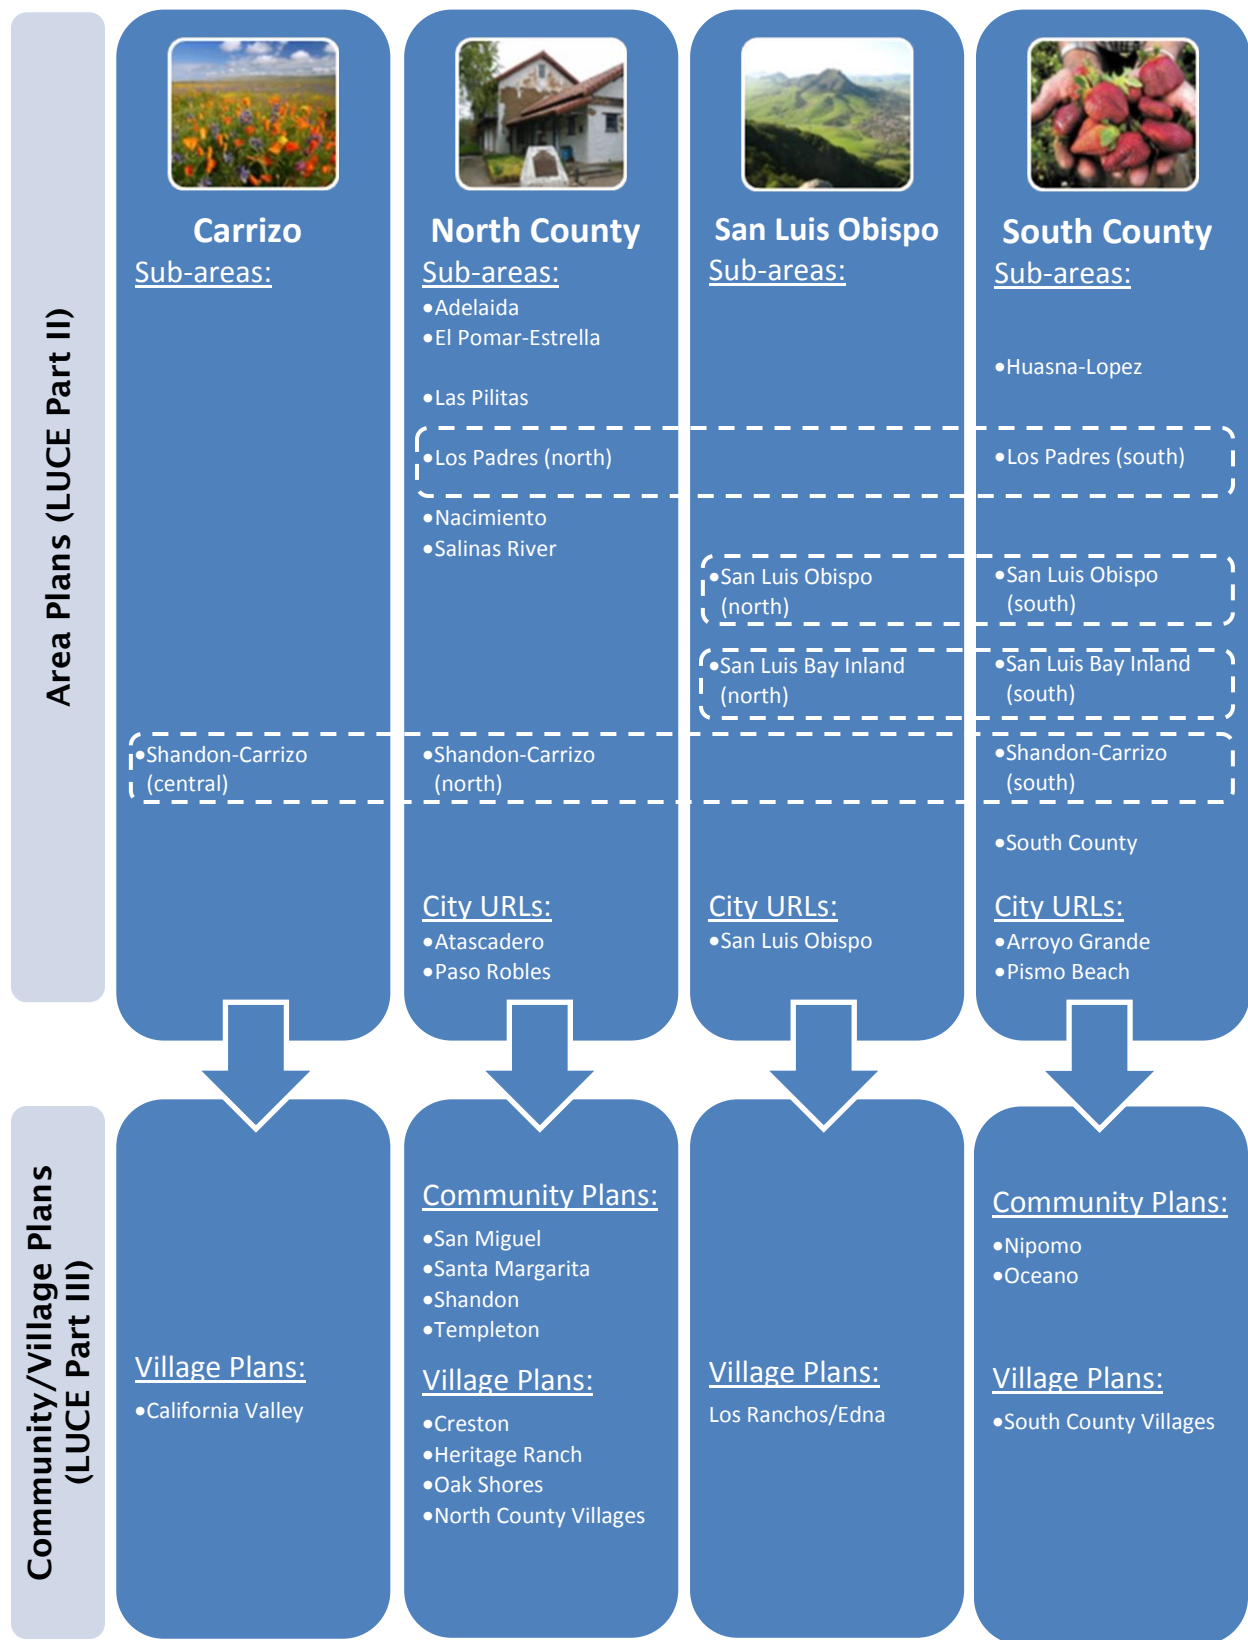 Area Plans (LUCE Part II)
Carrizo
Sub-areas:
•Shandon-Carrizo
(central)
North County
Sub-areas:
•Adelaida
•El Pomar-Estrella
•Las Pilitas
•Los Padres (north)
•Nacimiento
•Salinas River
•Shandon-Carrizo
(north)
City URLs:
•Atascadero
•Paso Robles
San Luis Obispo
Sub-areas:
•San Luis Obispo
(north)
•San Luis Bay Inland
(north)
City URLs:
•San Luis Obispo
South County
Sub-areas:
•Huasna-Lopez
•Los Padres (south)
•San Luis Obispo
(south)
•San Luis Bay Inland
(south)
•Shandon-Carrizo
(south)
•South County
City URLs:
•Arroyo Grande
•Pismo Beach
Community/Village Plans
(LUCE Part III)
Village Plans:
•California Valley
Community Plans:
•San Miguel
•Santa Margarita
•Shandon
•Templeton
Village Plans:
•Creston
•Heritage Ranch
•Oak Shores
•North County Villages
Village Plans:
Los Ranchos/Edna
Community Plans:
•Nipomo
•Oceano
Village Plans:
•South County Villages